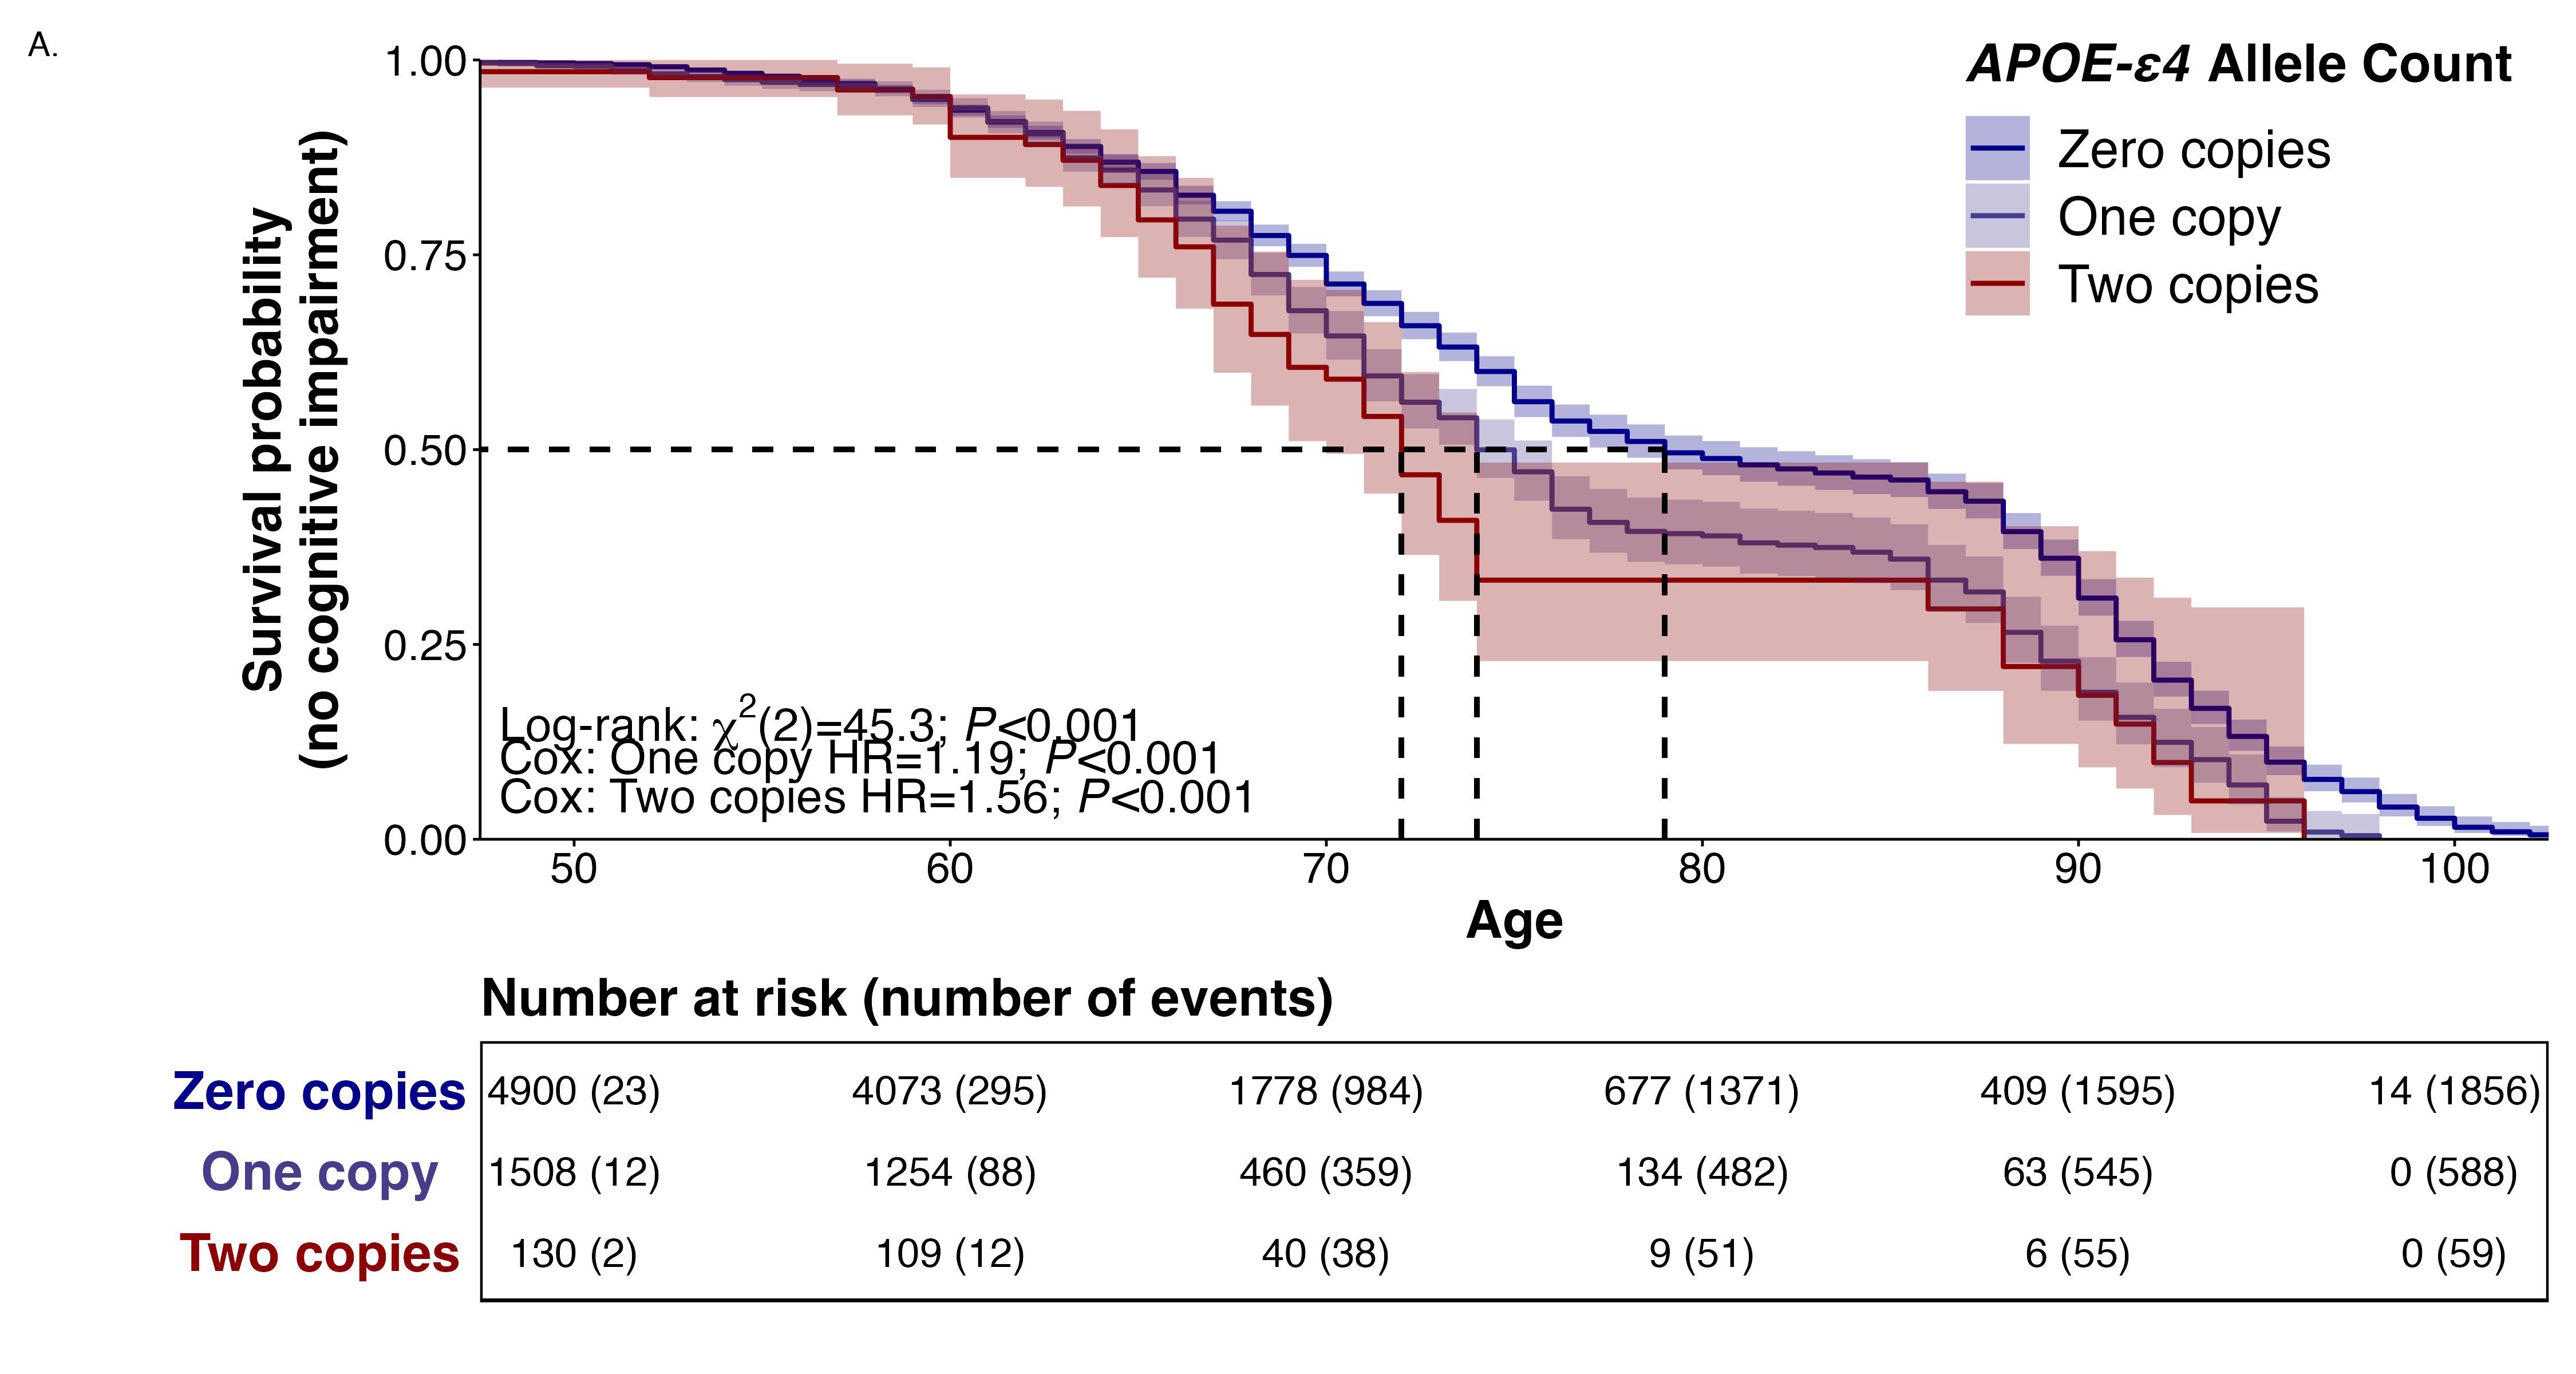 A.
APOE-ε4 Allele Count
Zero copies
One copy
Two copies
Survival probability
(no cognitive impairment)
1.00
0.75
0.50
0.25
0.00
Log-rank: χ²(2)=45.3; P<0.001
Cox: One copy HR=1.19; P<0.001
Cox: Two copies HR=1.56; P<0.001
50 60 70 80 90 100
Age
Number at risk (number of events)
Zero copies 4900 (23) 4073 (295) 1778 (984) 677 (1371) 409 (1595) 14 (1856)
One copy 1508 (12) 1254 (88) 460 (359) 134 (482) 63 (545) 0 (588)
Two copies 130 (2) 109 (12) 40 (38) 9 (51) 6 (55) 0 (59)